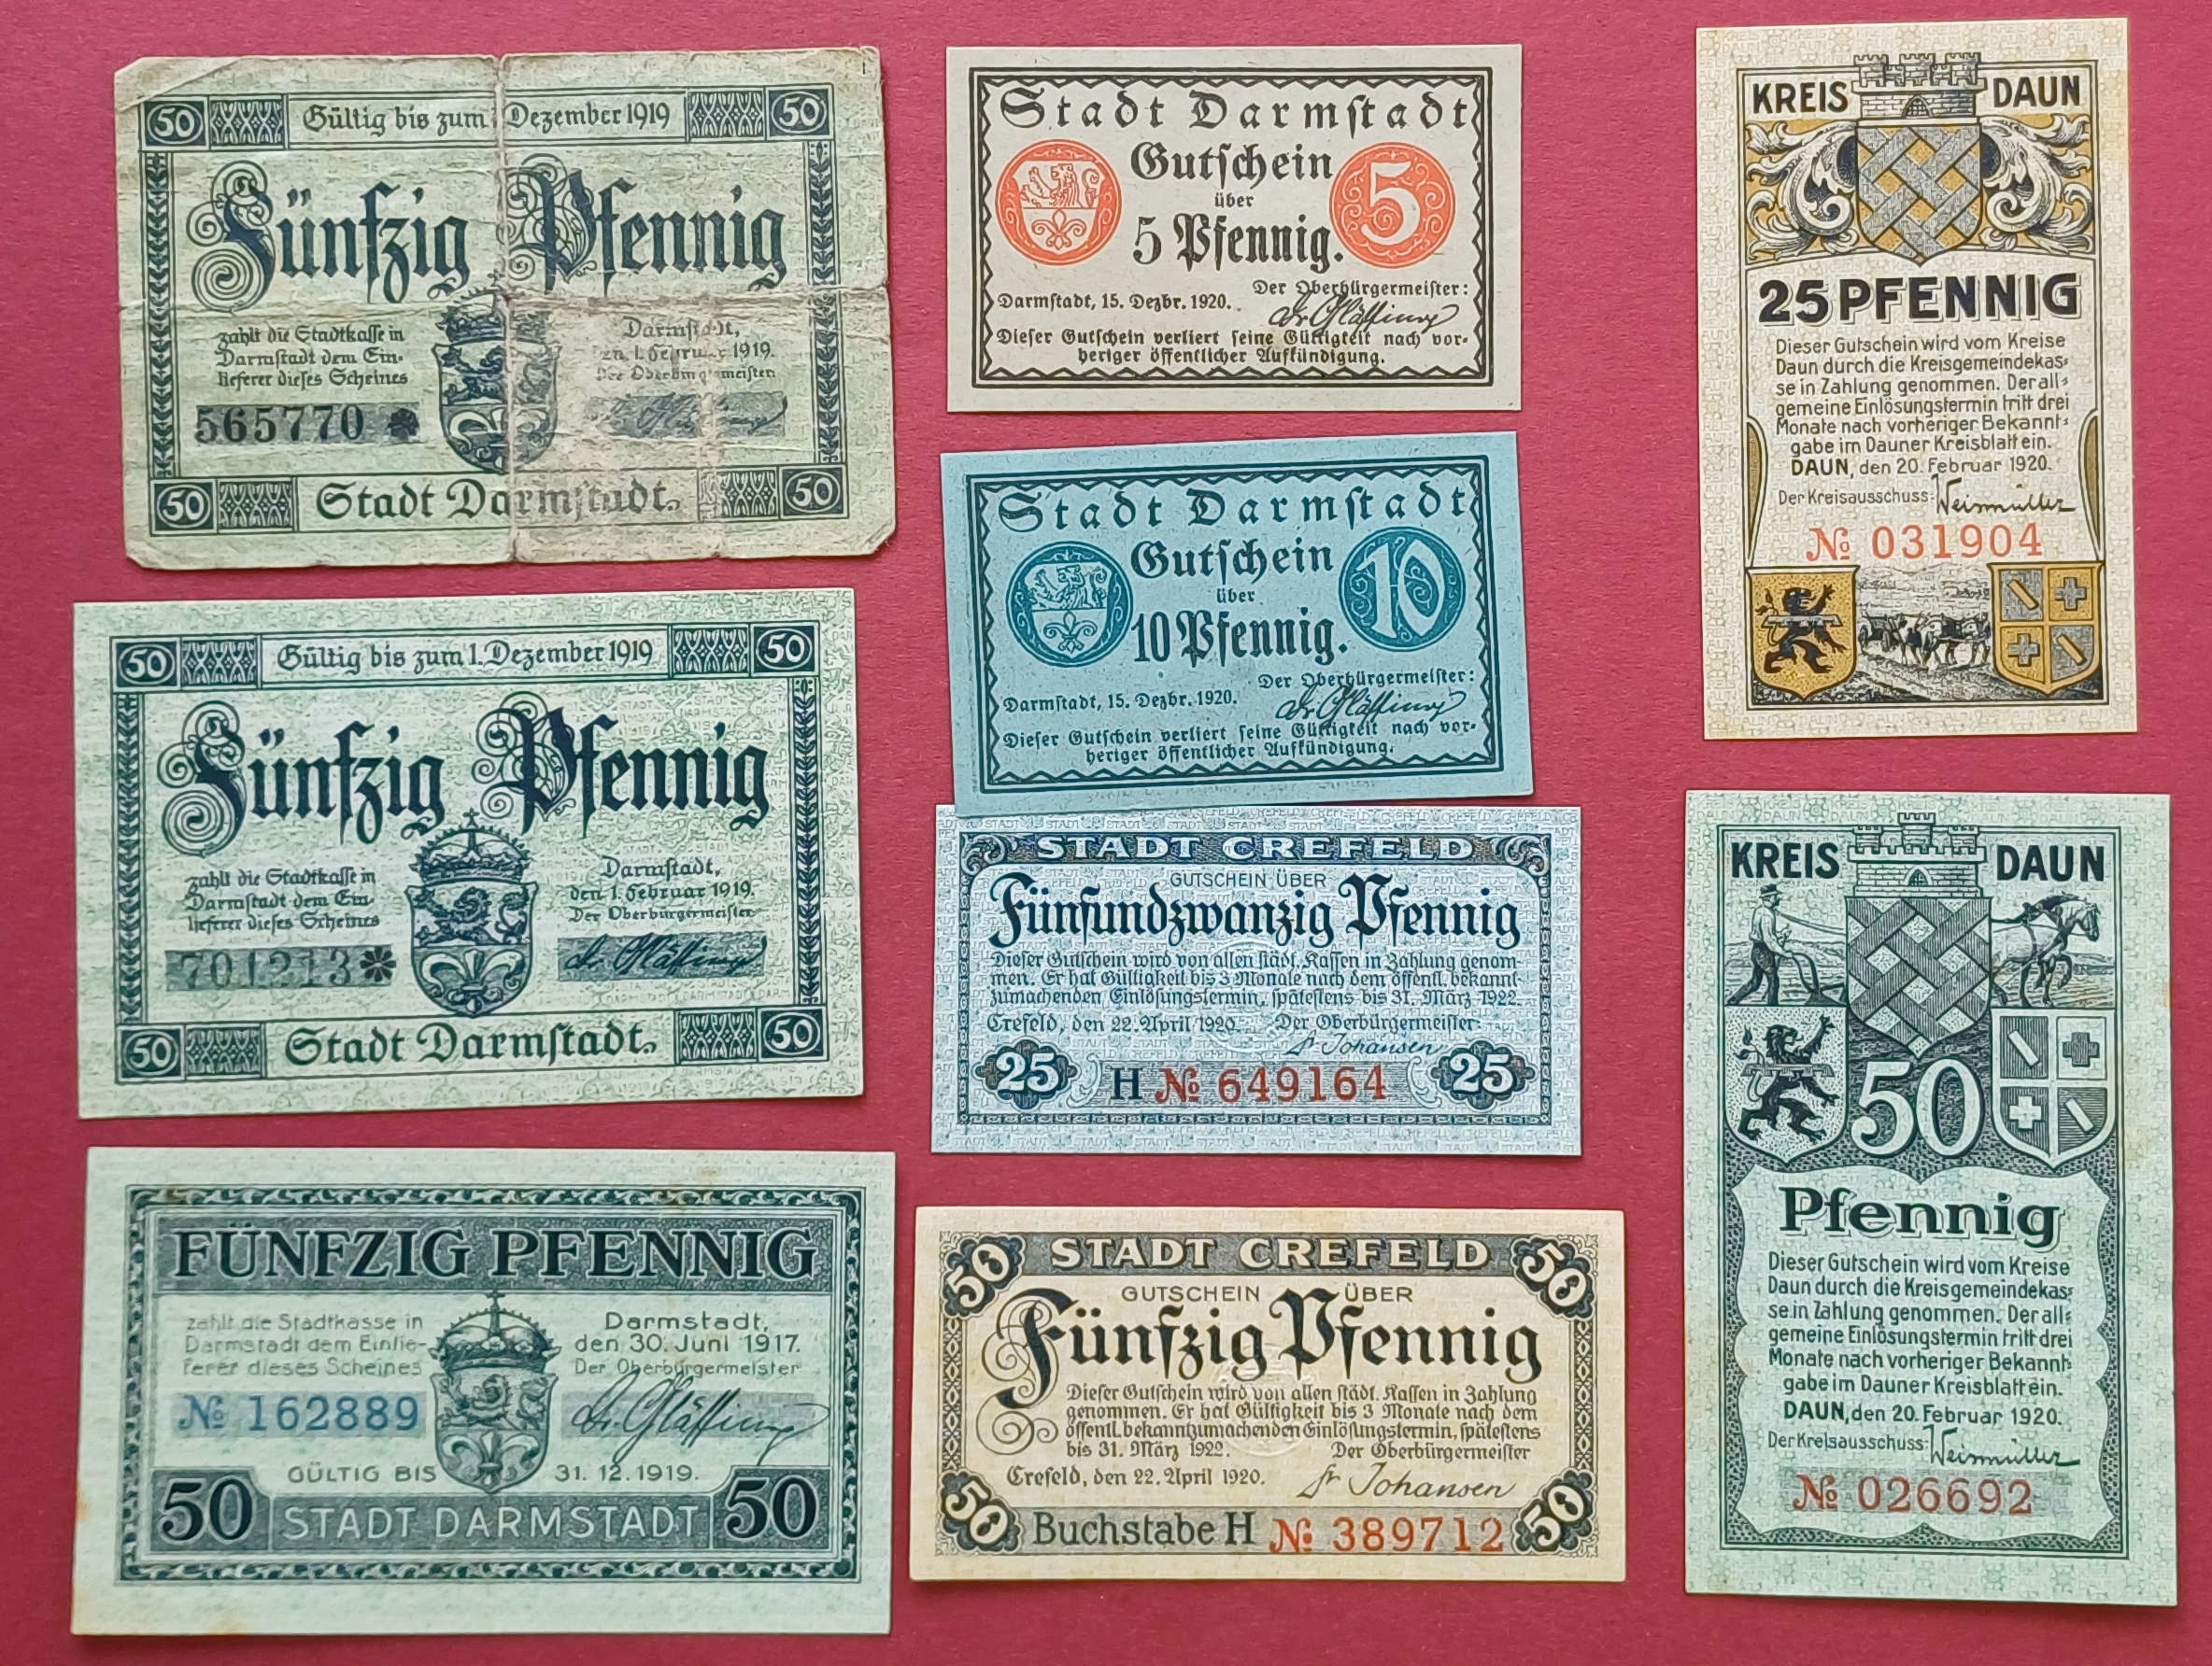 50 Gültig bis zum Dezember 1919 50
Fünfzig Pfennig
zahlt die Stadtkasse in
Darmstadt dem Ein-
lieferer dieses Scheines
565770
Darmstadt,
1. Februar 1919.
Der Oberbürgermeister
50 Stadt Darmstadt. 50
50 Gültig bis zum 1. Dezember 1919 50
Fünfzig Pfennig
zahlt die Stadtkasse in
Darmstadt dem Ein-
lieferer dieses Scheines
701213
Darmstadt,
den 1. Februar 1919.
Der Oberbürgermeister
Dr. Glässing
50 Stadt Darmstadt. 50
FÜNFZIG PFENNIG
zahlt die Stadtkasse in
Darmstadt dem Einlie-
ferer dieses Scheines
№ 162889
Darmstadt,
den 30. Juni 1917.
Der Oberbürgermeister
Dr. Glässing
GÜLTIG BIS 31. 12. 1919.
50 STADT DARMSTADT 50
Stadt Darmstadt
Gutschein
über
5 Pfennig.
5
Der Oberbürgermeister:
Darmstadt, 15. Dezbr. 1920. Dr. Glässing
Dieser Gutschein verliert seine Gültigkeit nach vor-
heriger öffentlicher Aufkündigung.
Stadt Darmstadt
Gutschein
über
10 Pfennig.
10
Der Oberbürgermeister:
Darmstadt, 15. Dezbr. 1920. Dr. Glässing
Dieser Gutschein verliert seine Gültigkeit nach vor-
heriger öffentlicher Aufkündigung.
STADT CREFELD
GUTSCHEIN ÜBER
Fünfundzwanzig Pfennig
Dieser Gutschein wird von allen städt. Kassen in Zahlung genom-
men. Er hat Gültigkeit bis 3 Monate nach dem öffentl. bekannt
zumachenden Einlösungstermin, spätestens bis 31. März 1922.
Crefeld, den 22. April 1920. Der Oberbürgermeister:
Dr Johansen
25 H № 649164 25
50 STADT CREFELD 50
GUTSCHEIN ÜBER
Fünfzig Pfennig
Dieser Gutschein wird von allen städt. Kassen in Zahlung
genommen. Er hat Gültigkeit bis 3 Monate nach dem
öffentl. bekanntzumachenden Einlösungstermin, spätestens
bis 31. März 1922. Der Oberbürgermeister
Crefeld, den 22. April 1920. Dr Johansen
50 Buchstabe H № 389712 50
KREIS DAUN
25 PFENNIG
Dieser Gutschein wird vom Kreise
Daun durch die Kreisgemeindekas-
se in Zahlung genommen. Der all-
gemeine Einlösungstermin tritt drei
Monate nach vorheriger Bekannt-
gabe im Dauner Kreisblatt ein.
DAUN, den 20. Februar 1920.
Der Kreisausschuss: Weismüller
№ 031904
KREIS DAUN
50
Pfennig
Dieser Gutschein wird vom Kreise
Daun durch die Kreisgemeindekas-
se in Zahlung genommen. Der all-
gemeine Einlösungstermin tritt drei
Monate nach vorheriger Bekannt-
gabe im Dauner Kreisblatt ein.
DAUN, den 20. Februar 1920.
Der Kreisausschuss: Weismüller
№ 026692